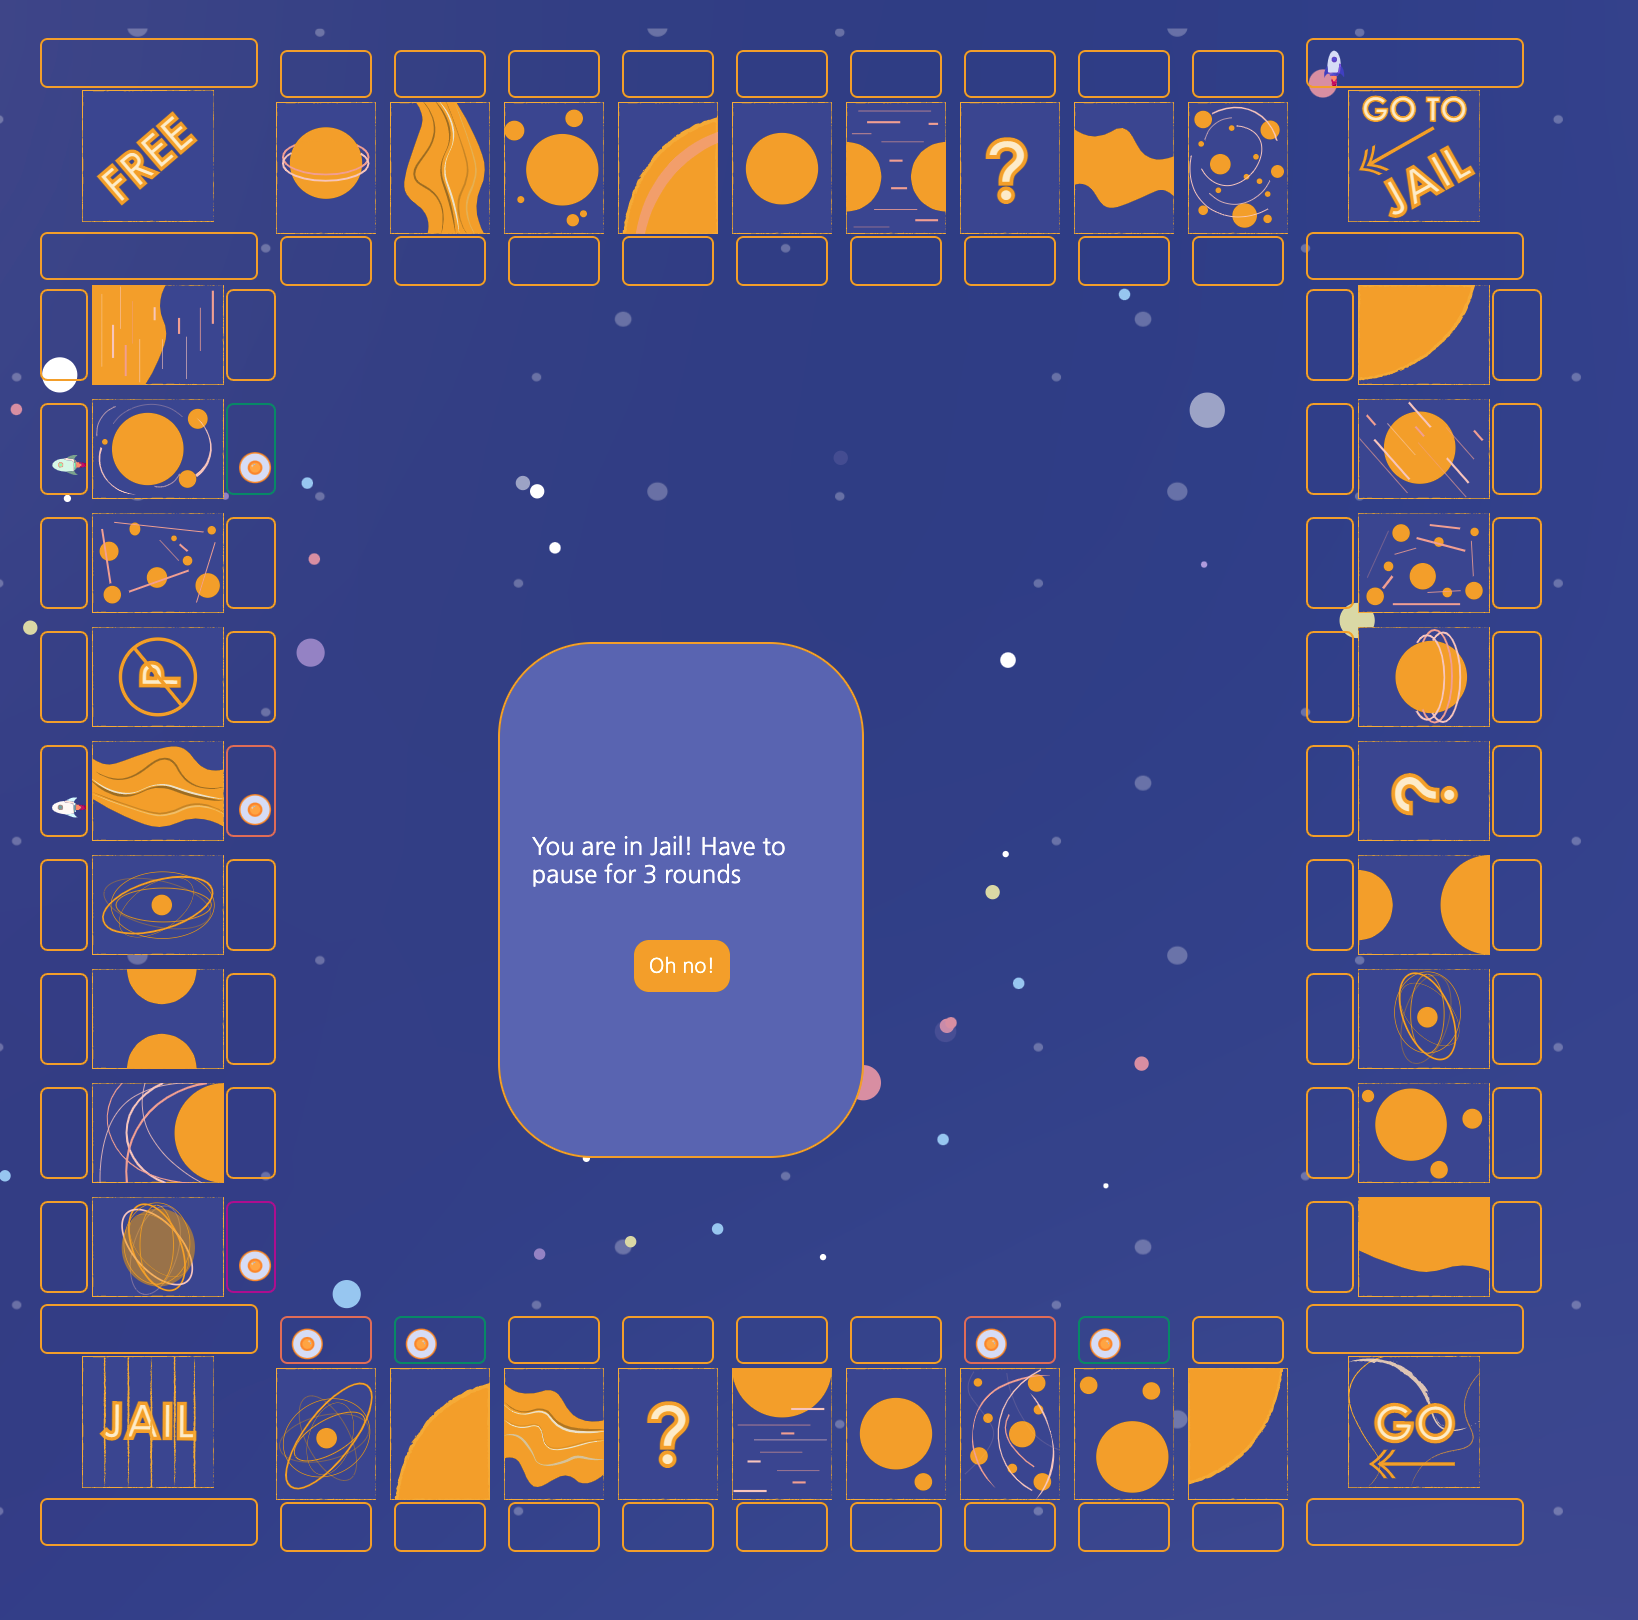 FREE
?
GO TO
JAIL
P
?
You are in Jail! Have to
pause for 3 rounds
Oh no!
JAIL
?
GO